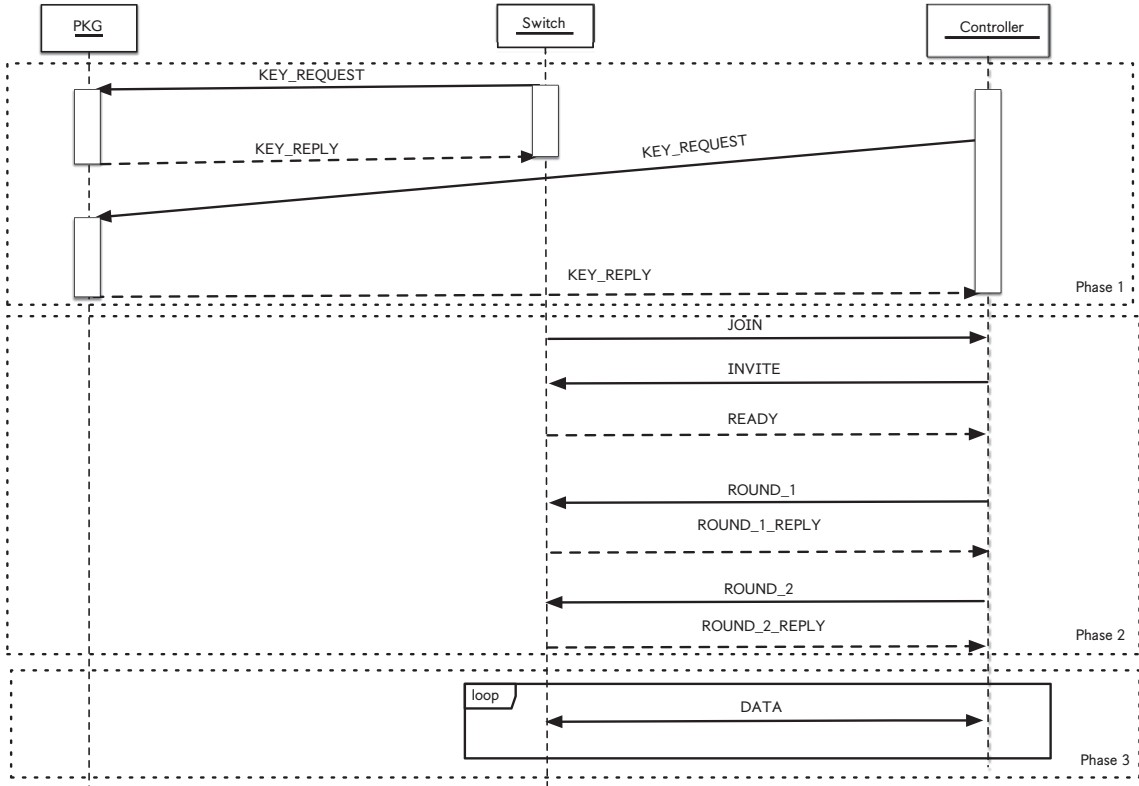 PKG
Switch
Controller
KEY_REQUEST
KEY_REPLY
KEY_REQUEST
KEY_REPLY
Phase 1
JOIN
INVITE
READY
ROUND_1
ROUND_1_REPLY
ROUND_2
ROUND_2_REPLY
Phase 2
loop
DATA
Phase 3